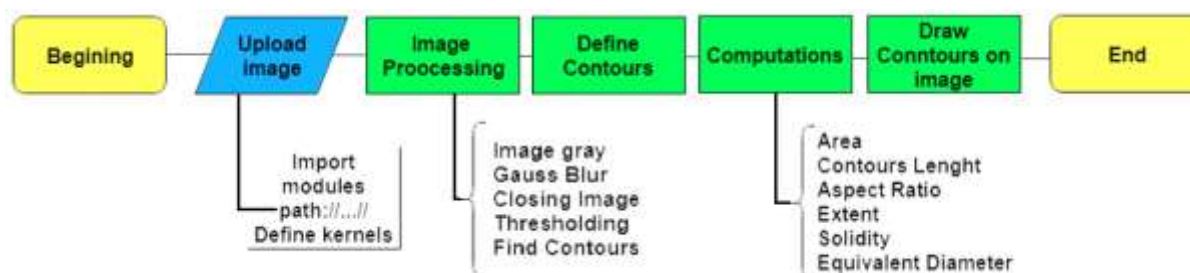 Begining
Upload
image
Image
Proocessing
Define
Contours
Computations
Draw
Conntours on
image
End
Import
modules
path://...//
Define kernels
Image gray
Gauss Blur
Closing Image
Thresholding
Find Contours
Area
Contours Lenght
Aspect Ratio
Extent
Solidity
Equivalent Diameter